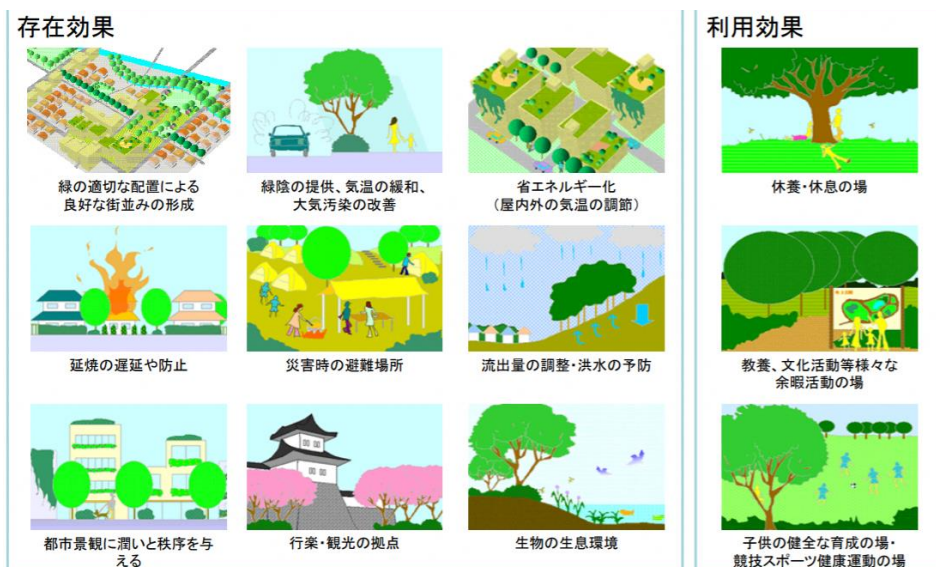 存在効果
緑の適切な配置による
良好な街並みの形成
緑陰の提供、気温の緩和、
大気汚染の改善
省エネルギー化
（屋内外の気温の調節）
延焼の遅延や防止
災害時の避難場所
流出量の調整・洪水の予防
都市景観に潤いと秩序を与
える
行楽・観光の拠点
生物の生息環境
利用効果
休養・休息の場
教養、文化活動等様々な
余暇活動の場
子供の健全な育成の場・
競技スポーツ健康運動の場